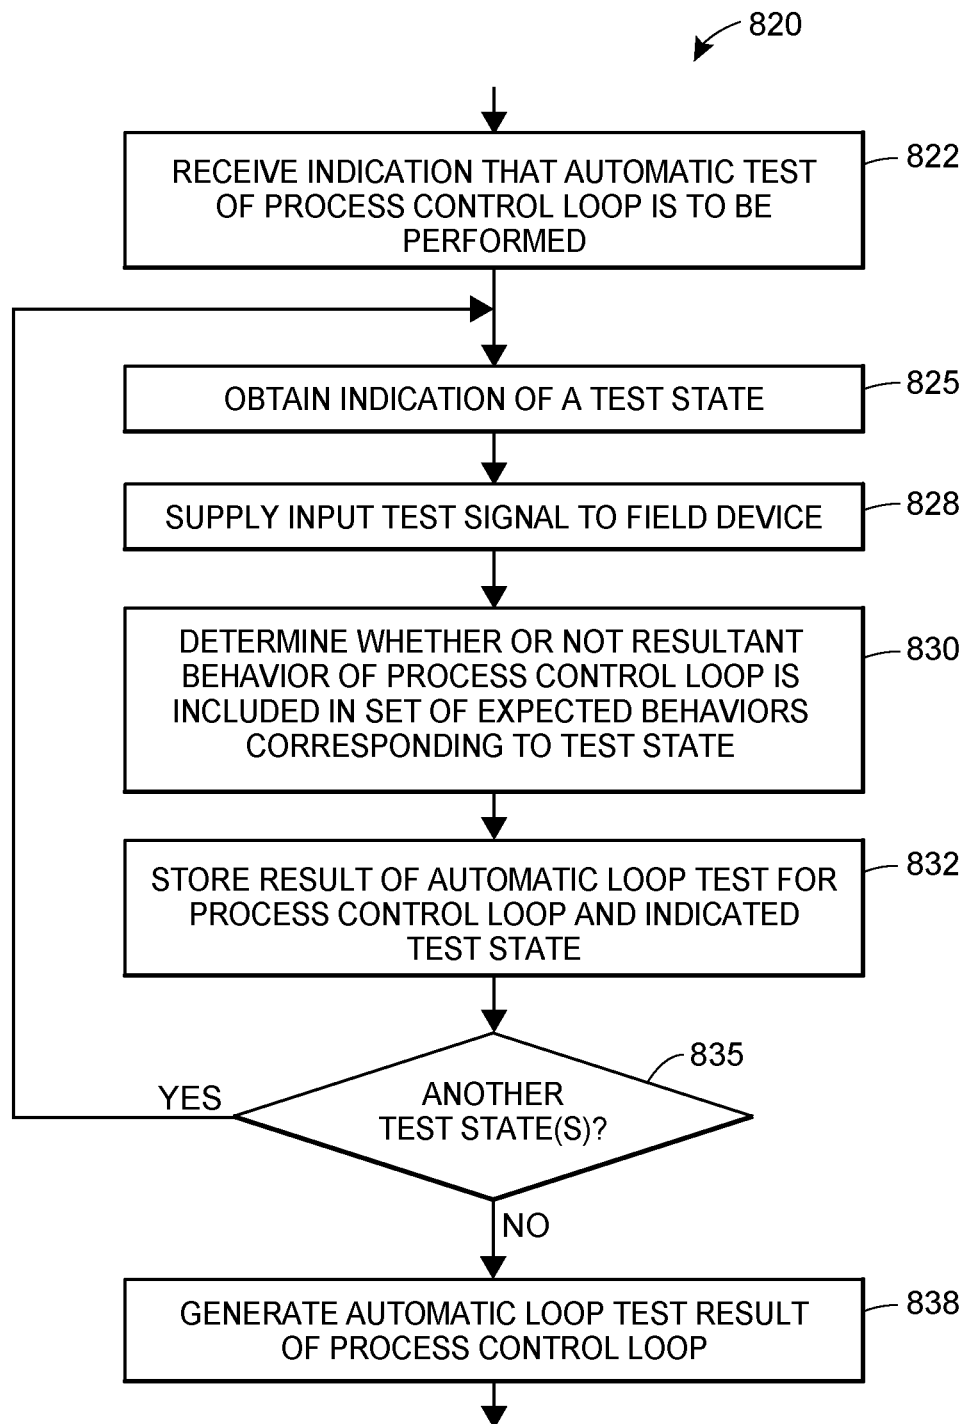 820
RECEIVE INDICATION THAT AUTOMATIC TEST
OF PROCESS CONTROL LOOP IS TO BE
PERFORMED
822
OBTAIN INDICATION OF A TEST STATE
825
SUPPLY INPUT TEST SIGNAL TO FIELD DEVICE
828
DETERMINE WHETHER OR NOT RESULTANT
BEHAVIOR OF PROCESS CONTROL LOOP IS
INCLUDED IN SET OF EXPECTED BEHAVIORS
CORRESPONDING TO TEST STATE
830
STORE RESULT OF AUTOMATIC LOOP TEST FOR
PROCESS CONTROL LOOP AND INDICATED
TEST STATE
832
ANOTHER
TEST STATE(S)?
835
YES
NO
GENERATE AUTOMATIC LOOP TEST RESULT
OF PROCESS CONTROL LOOP
838